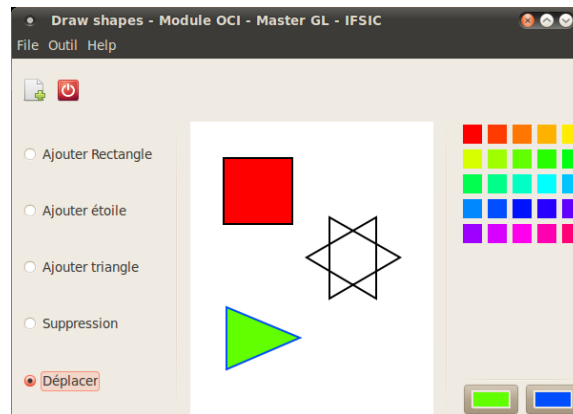 Draw shapes - Module OCI - Master GL - IFSIC
File Outil Help
Ajouter Rectangle
Ajouter étoile
Ajouter triangle
Suppression
Déplacer